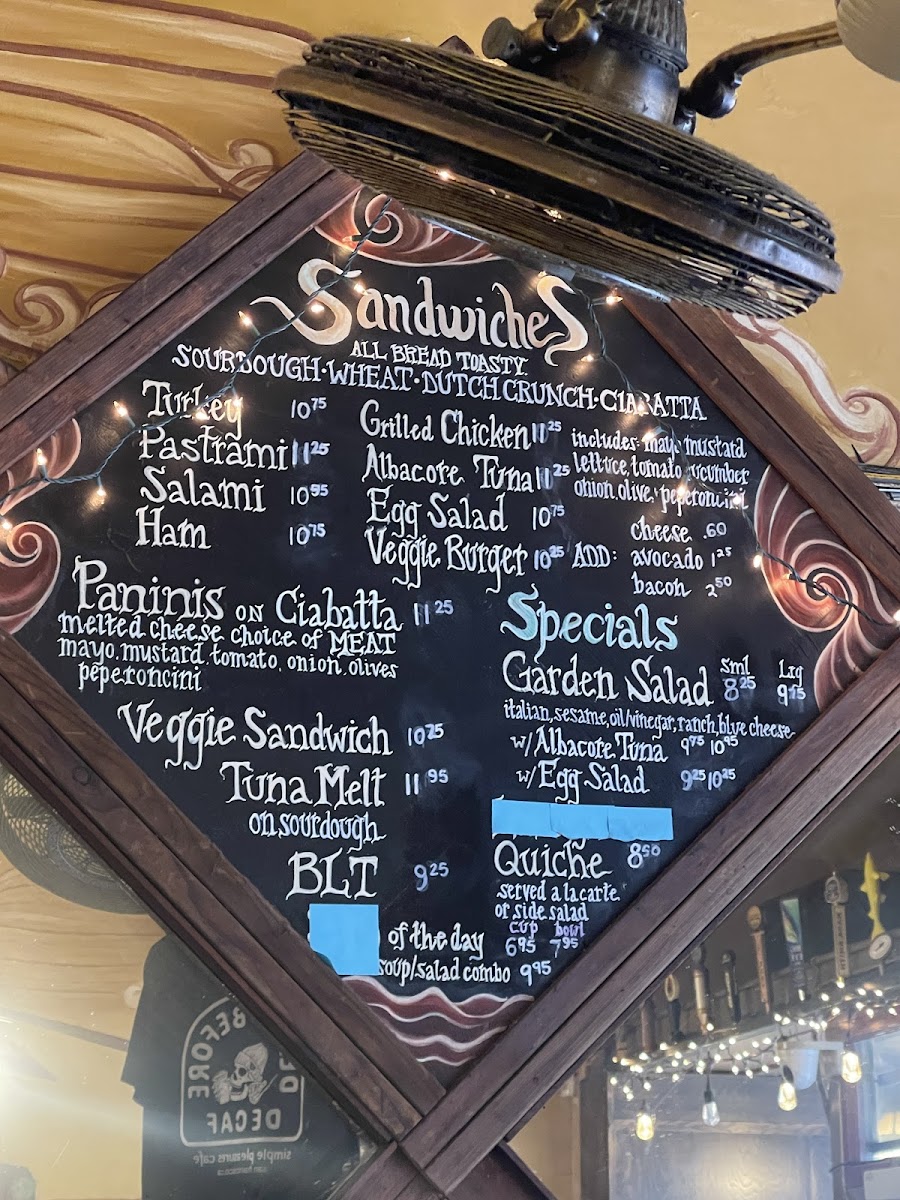 Sandwiches
ALL BREAD TOASTY.
SOURDOUGH · WHEAT · DUTCH CRUNCH · CIABATTA
Turkey 10 75
Pastrami 11 25
Salami 10 95
Ham 10 75
Grilled Chicken 11 25
Albacore Tuna 11 25
Egg Salad 10 75
Veggie Burger 10 25
includes: mayo mustard
lettuce, tomato cucumber
onion, olive, peperoncini
ADD:
cheese .60
avocado 1 25
bacon 2 50
Paninis ON Ciabatta 11 25
melted cheese choice of MEAT
mayo, mustard, tomato, onion, olives
peperoncini
Veggie Sandwich 10 25
Tuna Melt 11 95
on sourdough
BLT 9 25
of the day
soup/salad combo 9 95
Specials
Sml Lrg
Garden Salad 8 25 9 75
italian, sesame, oil/vinegar, ranch, blue cheese
w/ Albacore Tuna 9 75 10 95
w/ Egg Salad 9 25 10 25
Quiche 8 50
served a la carte
or side salad
cup bowl
6 95 7 95
BEFORE
DECAF
simple pleasures cafe
san francisco, ca